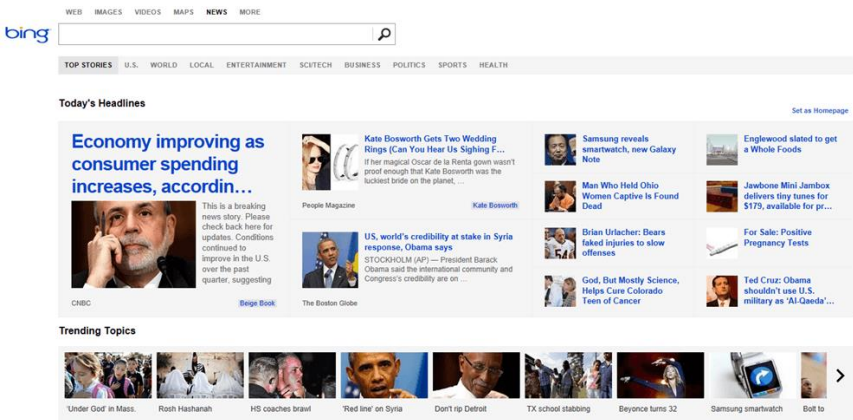 WEB IMAGES VIDEOS MAPS NEWS MORE
bing
TOP STORIES U.S. WORLD LOCAL ENTERTAINMENT SCI/TECH BUSINESS POLITICS SPORTS HEALTH
Today's Headlines
Set as Homepage
Economy improving as
consumer spending
increases, accordin...
This is a breaking
news story. Please
check back here for
updates. Conditions
continued to
improve in the U.S.
over the past
quarter, suggesting
CNBC
Beige Book
Kate Bosworth Gets Two Wedding
Rings (Can You Hear Us Sighing F...
If her magical Oscar de la Renta gown wasn't
proof enough that Kate Bosworth was the
luckiest bride on the planet, ...
People Magazine
Kate Bosworth
US, world's credibility at stake in Syria
response, Obama says
STOCKHOLM (AP) — President Barack
Obama said the international community and
Congress's credibility are on ...
The Boston Globe
Samsung reveals
smartwatch, new Galaxy
Note
Man Who Held Ohio
Women Captive Is Found
Dead
Brian Urlacher: Bears
faked injuries to slow
offenses
God, But Mostly Science,
Helps Cure Colorado
Teen of Cancer
Englewood slated to get
a Whole Foods
Jawbone Mini Jambox
delivers tiny tunes for
$179, available for pr...
For Sale: Positive
Pregnancy Tests
Ted Cruz: Obama
shouldn't use U.S.
military as 'Al-Qaeda'...
Trending Topics
'Under God' in Mass.
Rosh Hashanah
HS coaches brawl
'Red line' on Syria
Don't rip Detroit
TX school stabbing
Beyonce turns 32
Samsung smartwatch
Bolt to